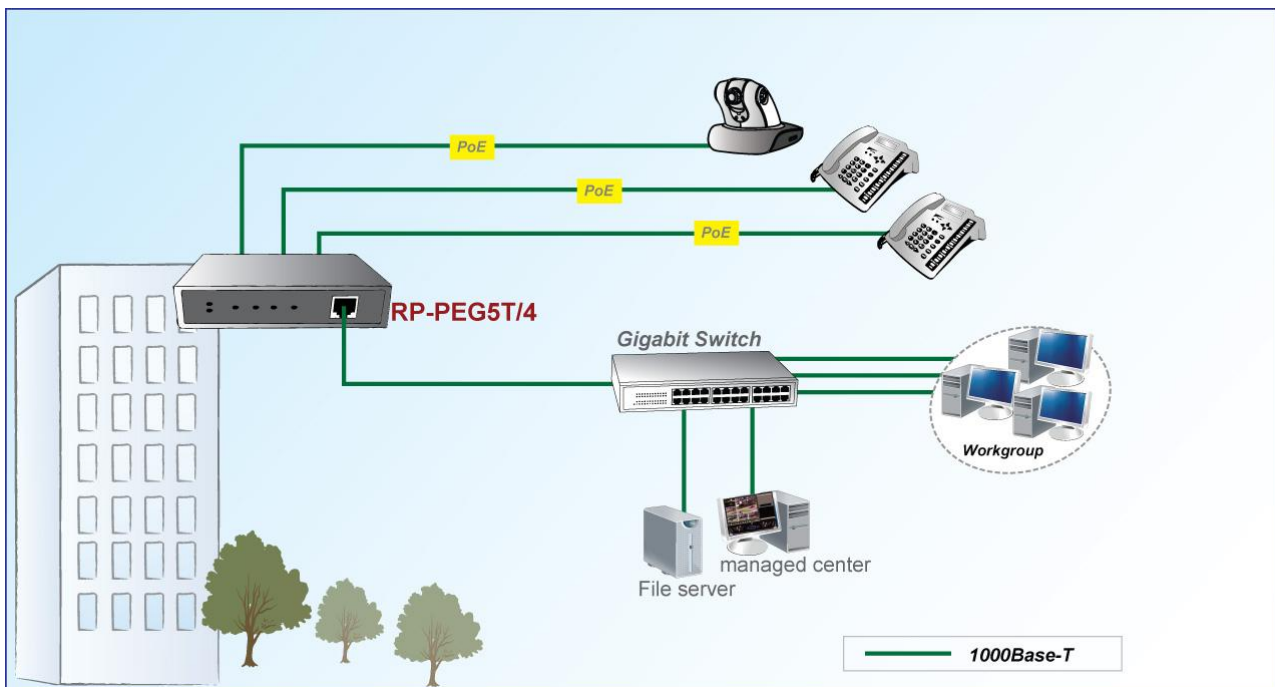 PoE
PoE
PoE
RP-PEG5T/4
Gigabit Switch
Workgroup
managed center
File server
1000Base-T